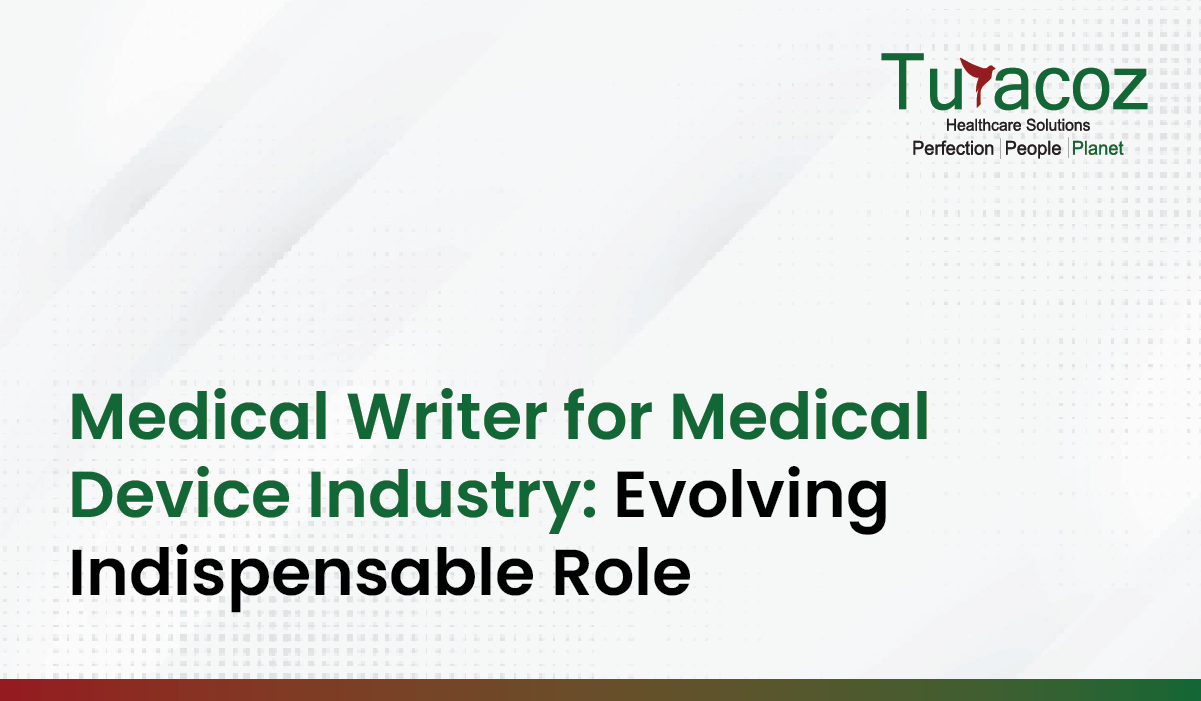 Turacoz
Healthcare Solutions
Perfection | People | Planet
Medical Writer for Medical
Device Industry: Evolving
Indispensable Role